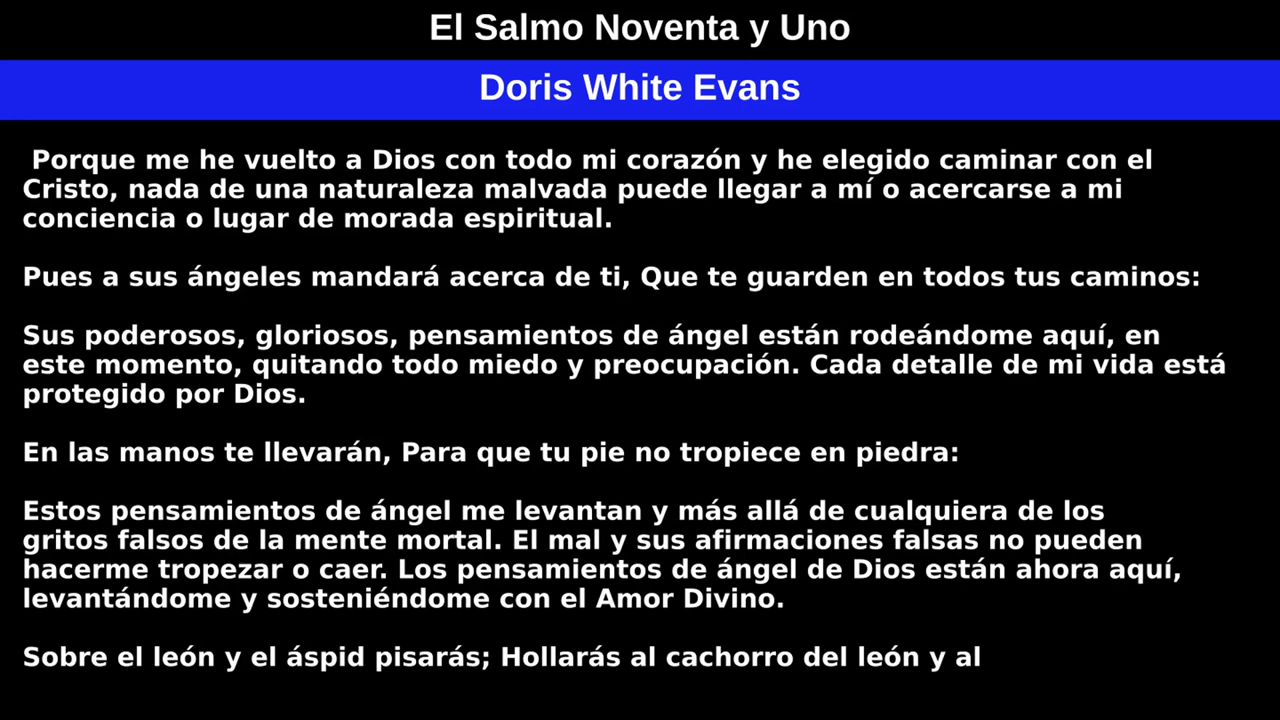 El Salmo Noventa y Uno
Doris White Evans
Porque me he vuelto a Dios con todo mi corazón y he elegido caminar con el
Cristo, nada de una naturaleza malvada puede llegar a mí o acercarse a mi
conciencia o lugar de morada espiritual.
Pues a sus ángeles mandará acerca de ti, Que te guarden en todos tus caminos:
Sus poderosos, gloriosos, pensamientos de ángel están rodeándome aquí, en
este momento, quitando todo miedo y preocupación. Cada detalle de mi vida está
protegido por Dios.
En las manos te llevarán, Para que tu pie no tropiece en piedra:
Estos pensamientos de ángel me levantan y más allá de cualquiera de los
gritos falsos de la mente mortal. El mal y sus afirmaciones falsas no pueden
hacerme tropezar o caer. Los pensamientos de ángel de Dios están ahora aquí,
levantándome y sosteniéndome con el Amor Divino.
Sobre el león y el áspid pisarás; Hollarás al cachorro del león y al